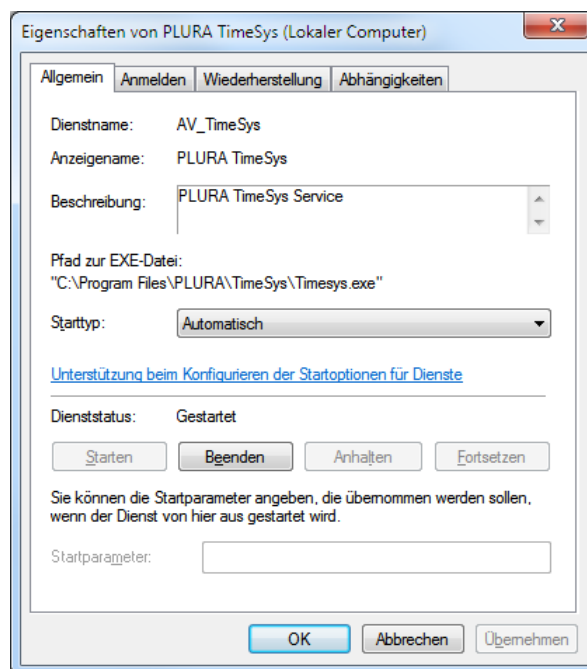 Eigenschaften von PLURA TimeSys (Lokaler Computer)
Allgemein Anmelden Wiederherstellung Abhängigkeiten
Dienstname: AV_TimeSys
Anzeigename: PLURA TimeSys
Beschreibung: PLURA TimeSys Service
Pfad zur EXE-Datei:
"C:\Program Files\PLURA\TimeSys\Timesys.exe"
Starttyp: Automatisch
Unterstützung beim Konfigurieren der Startoptionen für Dienste
Dienststatus: Gestartet
Starten Beenden Anhalten Fortsetzen
Sie können die Startparameter angeben, die übernommen werden sollen,
wenn der Dienst von hier aus gestartet wird.
Startparameter:
OK Abbrechen Übernehmen